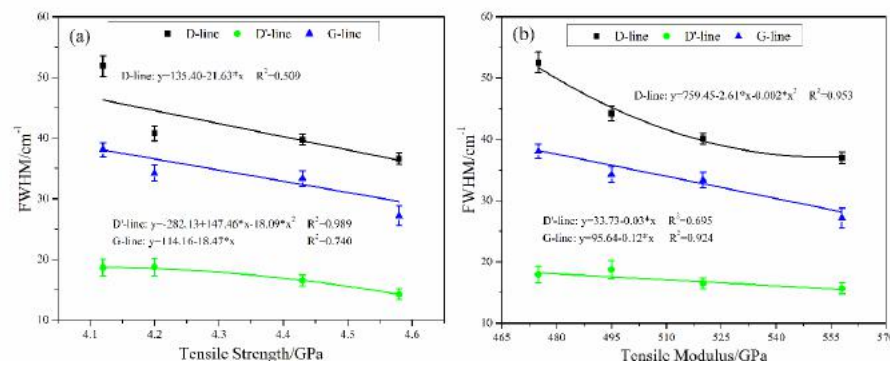 (a)
D-line D'-line G-line
D-line: y=135.40-21.63*x R²=0.509
D'-line: y=-282.13+147.46*x-18.09*x² R²=0.989
G-line: y=114.16-18.47*x R²=0.740
FWHM/cm⁻¹
60
50
40
30
20
10
4.1 4.2 4.3 4.4 4.5 4.6
Tensile Strength/GPa
(b)
D-line D'-line G-line
D-line: y=759.45-2.61*x-0.002*x² R²=0.953
D'-line: y=33.73-0.03*x R²=0.695
G-line: y=95.64-0.12*x R²=0.924
FWHM/cm⁻¹
60
50
40
30
20
10
465 480 495 510 525 540 555 570
Tensile Modulus/GPa